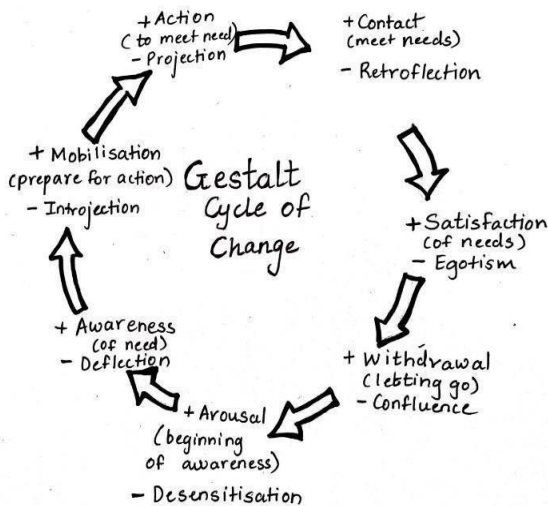 Gestalt
Cycle of
Change
+ Action
(to meet need)
- Projection
+ Contact
(meet needs)
- Retroflection
+ Satisfaction
(of needs)
- Egotism
+ Withdrawal
(letting go)
- Confluence
+ Arousal
(beginning
of awareness)
- Desensitisation
+ Awareness
(of need)
- Deflection
+ Mobilisation
(prepare for action)
- Introjection